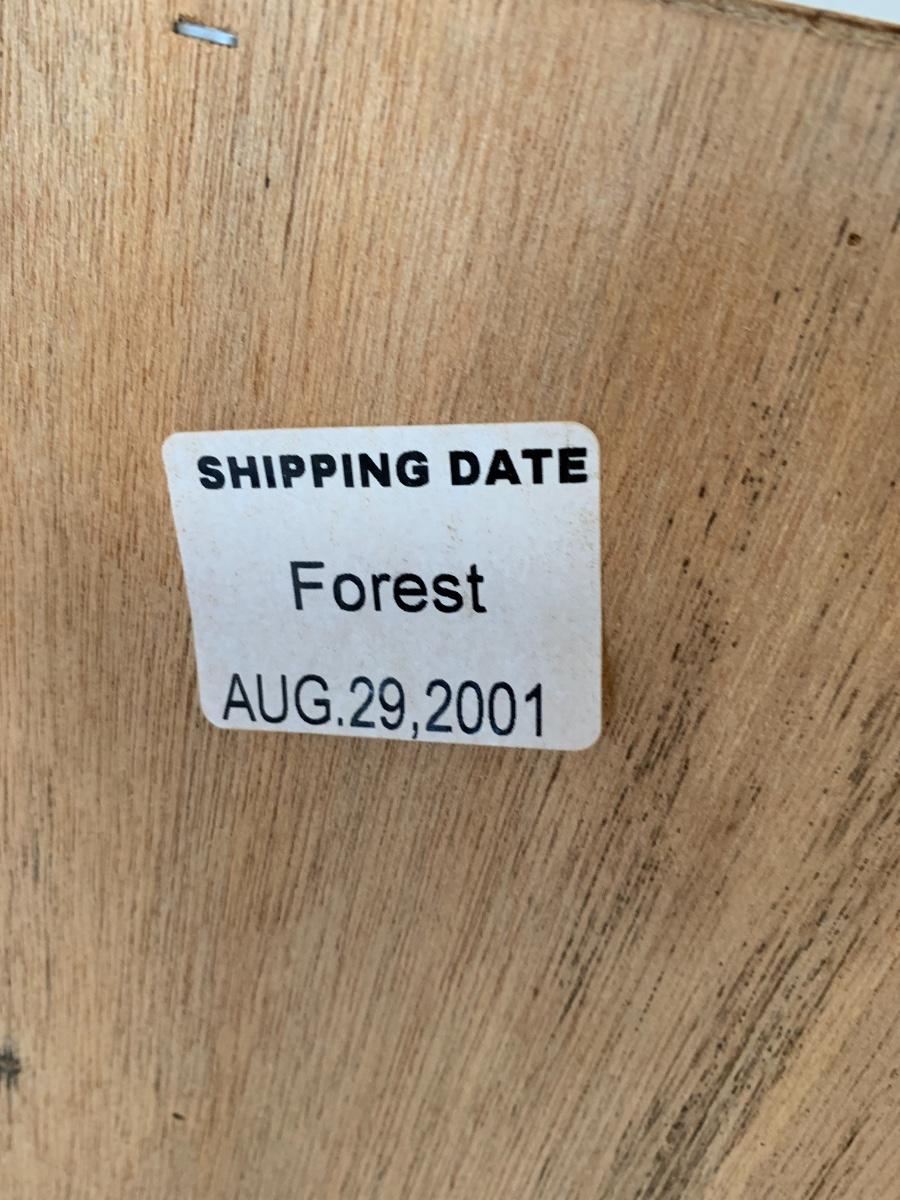 SHIPPING DATE
Forest
AUG.29,2001